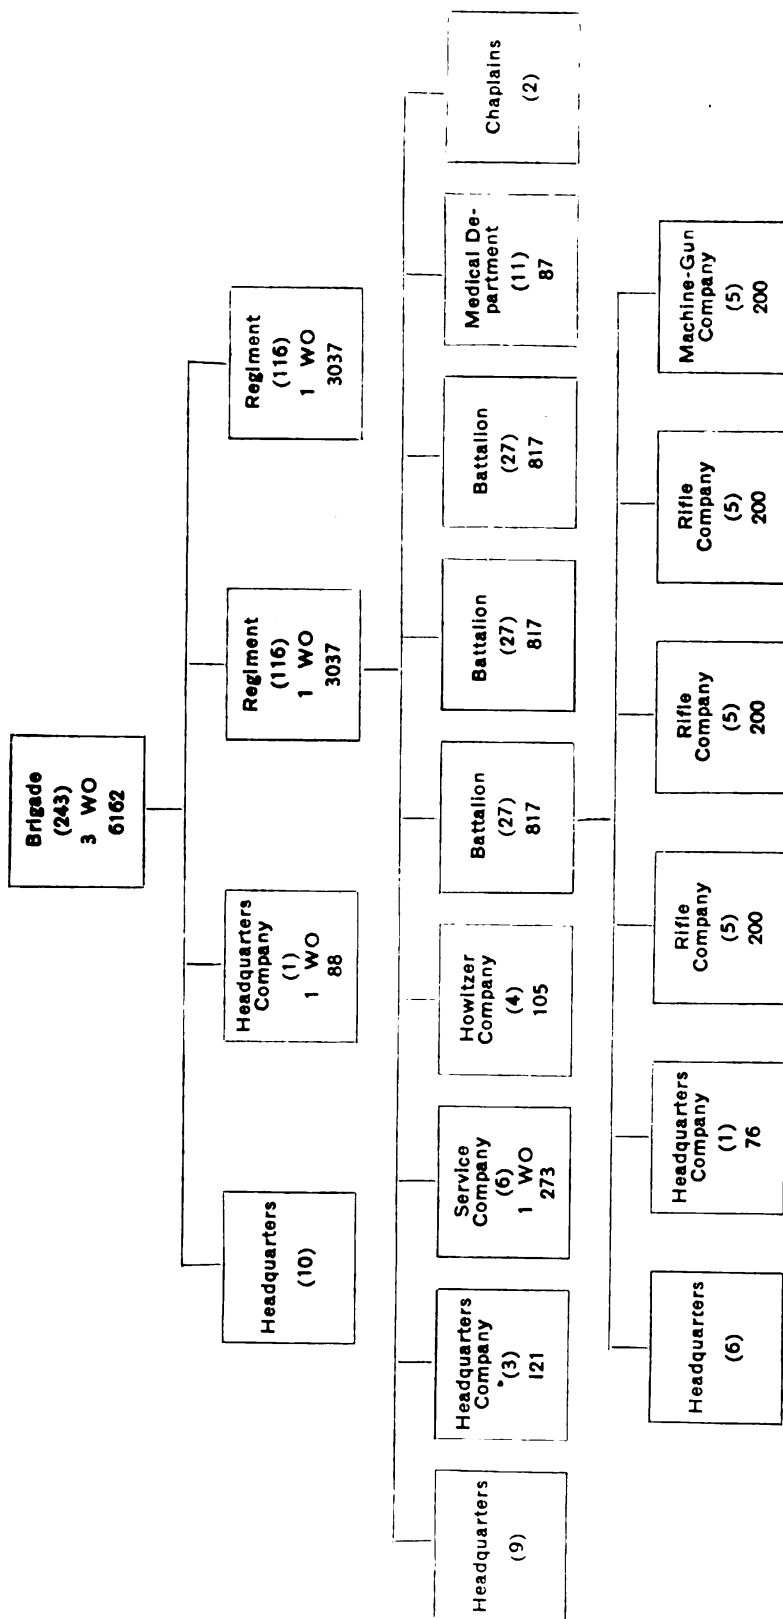 Brigade
(243)
3 WO
6162
Headquarters
(10)
Headquarters
Company
(1)
1 WO
88
Regiment
(116)
1 WO
3037
Regiment
(116)
1 WO
3037
Headquarters
(9)
Headquarters
Company
(3)
121
Service
Company
(6)
1 WO
273
Howitzer
Company
(4)
105
Battalion
(27)
817
Battalion
(27)
817
Battalion
(27)
817
Medical De-
partment
(11)
87
Chaplains
(2)
Headquarters
(6)
Headquarters
Company
(1)
76
Rifle
Company
(5)
200
Rifle
Company
(5)
200
Rifle
Company
(5)
200
Machine-Gun
Company
(5)
200